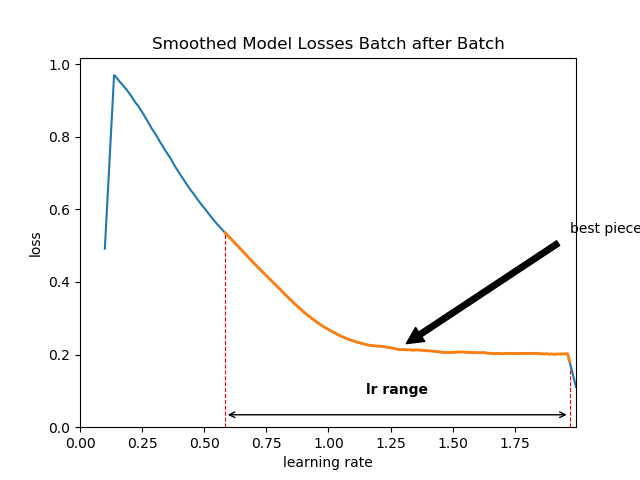 Smoothed Model Losses Batch after Batch
1.0
0.8
0.6
0.4
0.2
0.0
loss
best piece
lr range
0.00 0.25 0.50 0.75 1.00 1.25 1.50 1.75
learning rate